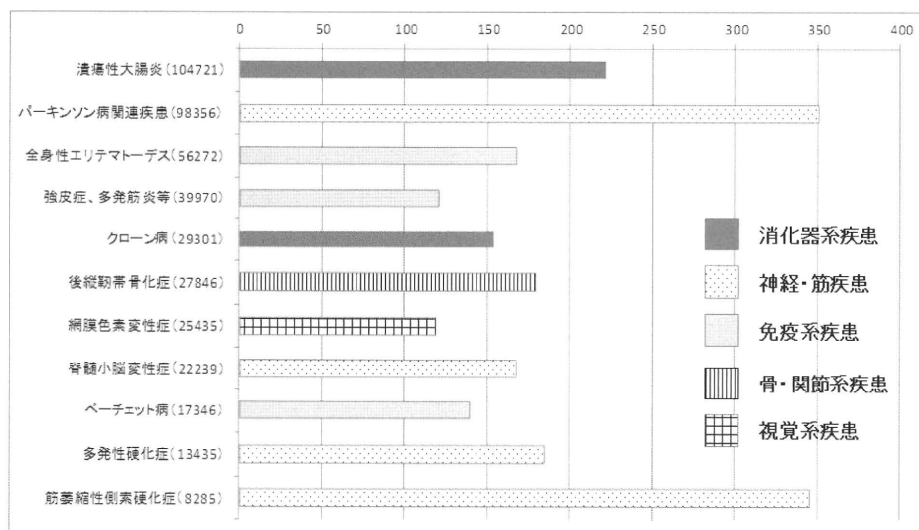 0 50 100 150 200 250 300 350 400
潰瘍性大腸炎(104721)
パーキンソン病関連疾患(98356)
全身性エリテマトーデス(56272)
強皮症、多発筋炎等(39970)
クローン病(29301)
後縦靭帯骨化症(27846)
網膜色素変性症(25435)
脊髄小脳変性症(22239)
ベーチェット病(17346)
多発性硬化症(13435)
筋萎縮性側索硬化症(8285)
消化器系疾患
神経・筋疾患
免疫系疾患
骨・関節系疾患
視覚系疾患